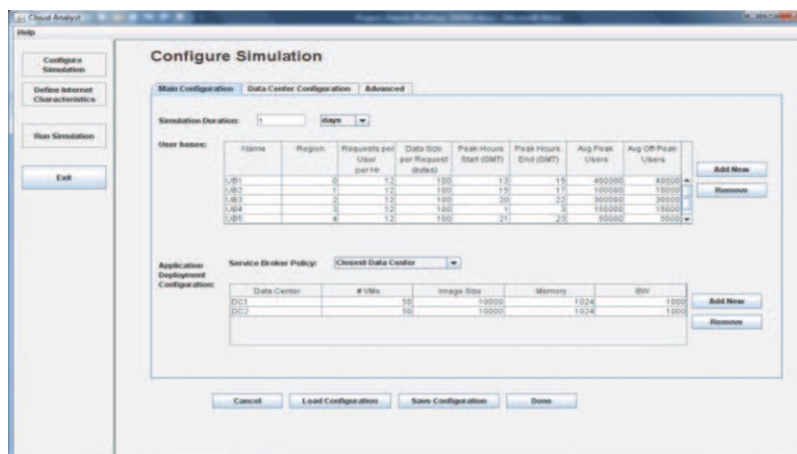 Cloud Analyst
Help
Configure Simulation
Define Internet Characteristics
Run Simulation
Exit
Configure Simulation
Main Configuration Data Center Configuration Advanced
Simulation Duration: 1 days
User bases:
Name Region Requests per User per Hr Data Size per Request (bytes) Peak Hours Start (GMT) Peak Hours End (GMT) Avg Peak Users Avg Off-Peak Users
UB1 0 12 100 13 15 400000 40000
UB2 1 12 100 15 17 100000 10000
UB3 2 12 100 20 22 300000 30000
UB4 3 12 100 1 3 150000 15000
UB5 4 12 100 21 23 50000 5000
Add New
Remove
Application Deployment Configuration:
Service Broker Policy: Closest Data Center
Data Center # VMs Image Size Memory BW
DC1 50 10000 1024 1000
DC2 50 10000 1024 1000
Add New
Remove
Cancel Load Configuration Save Configuration Done